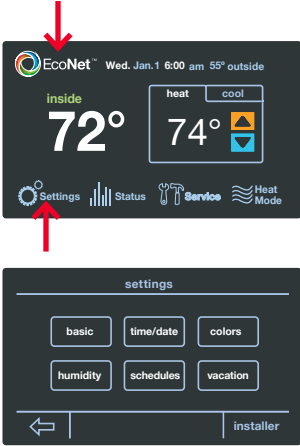 EcoNet™ Wed. Jan.1 6:00 am 55° outside
inside
72°
heat cool
74°
Settings Status Service Heat Mode
settings
basic time/date colors
humidity schedules vacation
installer